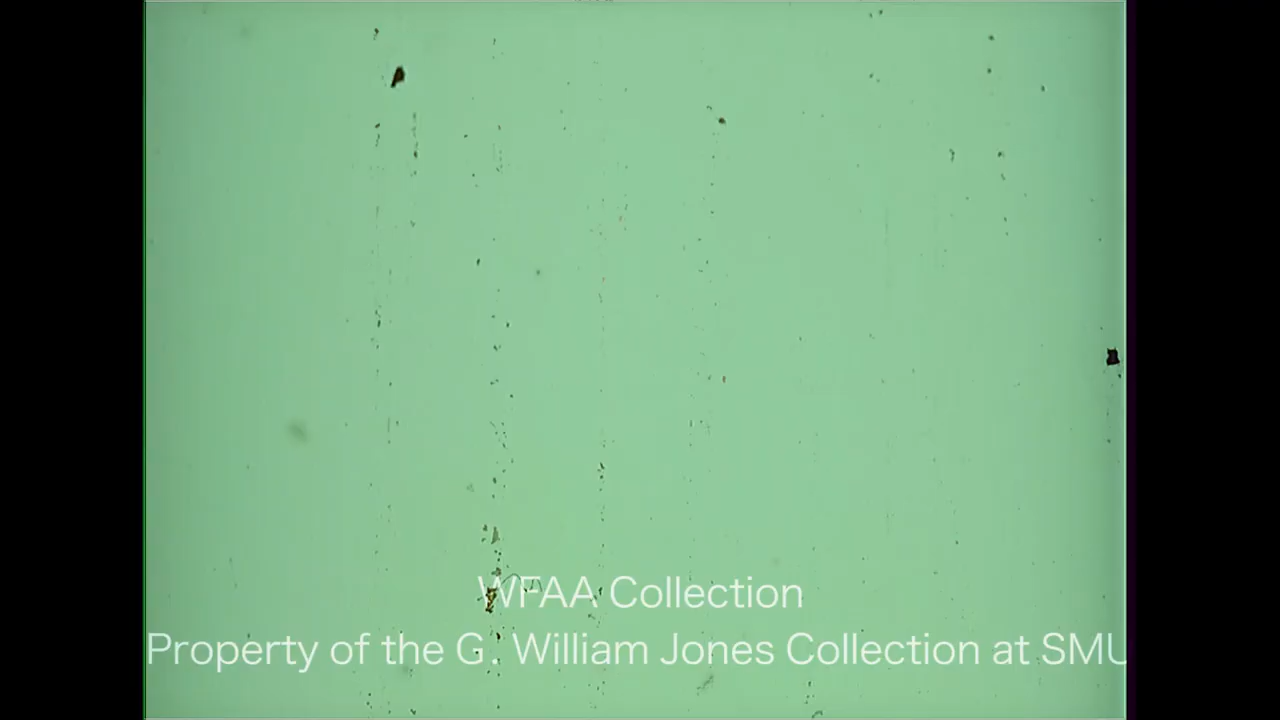 WFAA Collection
Property of the G. William Jones Collection at SMU